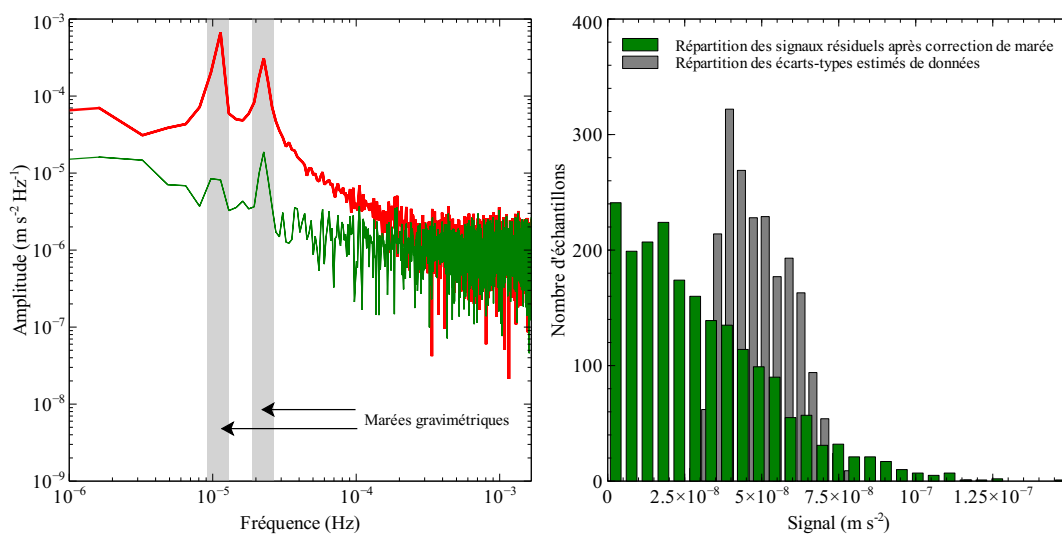 10⁻³
10⁻⁴
10⁻⁵
10⁻⁶
10⁻⁷
10⁻⁸
10⁻⁹
Amplitude (m s⁻² Hz⁻¹)
Marées gravimétriques
10⁻⁶ 10⁻⁵ 10⁻⁴ 10⁻³
Fréquence (Hz)
400
300
200
100
0
Nombre d'échantillons
Répartition des signaux résiduels après correction de marée
Répartition des écarts-types estimés de données
0 2.5×10⁻⁸ 5×10⁻⁸ 7.5×10⁻⁸ 10⁻⁷ 1.25×10⁻⁷
Signal (m s⁻²)